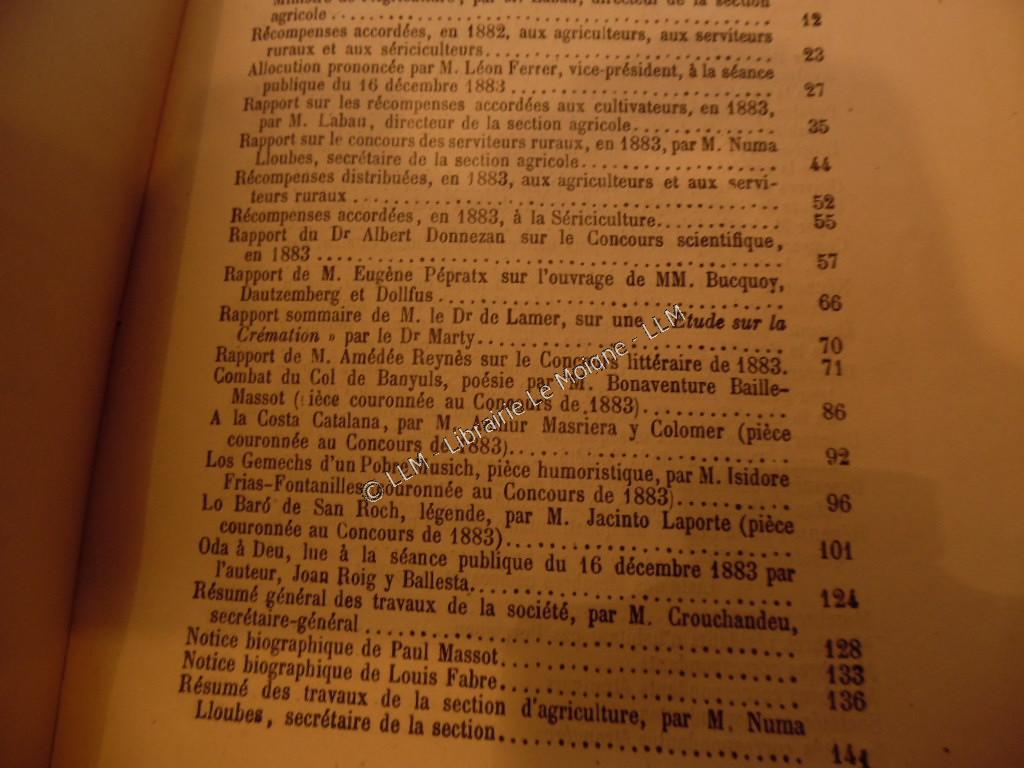 Ministre de l'Agriculture, par M. Labau, directeur de la section
agricole 12
Récompenses accordées, en 1882, aux agriculteurs, aux serviteurs
ruraux et aux sériciculteurs 23
Allocution prononcée par M. Léon Ferrer, vice-président, à la séance
publique du 16 décembre 1883 27
Rapport sur les récompenses accordées aux cultivateurs, en 1883,
par M. Labau, directeur de la section agricole 35
Rapport sur le concours des serviteurs ruraux, en 1883, par M. Numa
Lloubes, secrétaire de la section agricole 44
Récompenses distribuées, en 1883, aux agriculteurs et aux servi-
teurs ruraux 52
Récompenses accordées, en 1883, à la Sériciculture 55
Rapport du Dr Albert Donnezan sur le Concours scientifique,
en 1883 57
Rapport de M. Eugène Pépratx sur l'ouvrage de MM. Bucquoy,
Dautzemberg et Dollfus 66
Rapport sommaire de M. le Dr de Lamer, sur une « Etude sur la
Crémation » par le Dr Marty 70
Rapport de M. Amédée Reynès sur le Concours littéraire de 1883. 71
Combat du Col de Banyuls, poésie par M. Bonaventure Baille-
Massot (pièce couronnée au Concours de 1883) 86
A la Costa Catalana, par M. Arthur Masriera y Colomer (pièce
couronnée au Concours de 1883) 92
Los Gemechs d'un Pobre Musich, pièce humoristique, par M. Isidore
Frias-Fontanilles (couronnée au Concours de 1883) 96
Lo Baró de San Roch, légende, par M. Jacinto Laporte (pièce
couronnée au Concours de 1883) 101
Oda à Deu, lue à la séance publique du 16 décembre 1883 par
l'auteur, Joan Roig y Ballesta 124
Résumé général des travaux de la société, par M. Crouchandeu,
secrétaire-général 128
Notice biographique de Paul Massot 133
Notice biographique de Louis Fabre 136
Résumé des travaux de la section d'agriculture, par M. Numa
Lloubes, secrétaire de la section 144
© LLM - Librairie Le Moigne - LLM